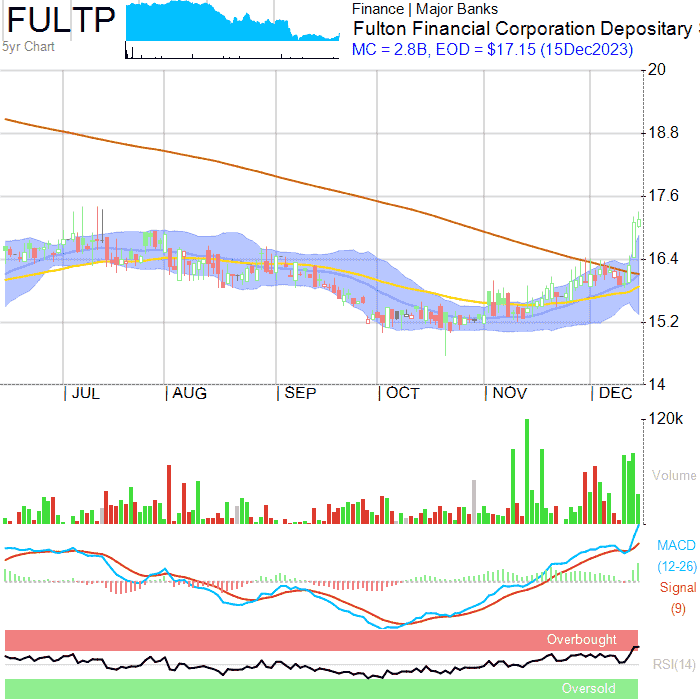 FULTP
5yr Chart
Finance | Major Banks
Fulton Financial Corporation Depositary
MC = 2.8B, EOD = $17.15 (15Dec2023)
20
18.8
17.6
16.4
15.2
14
JUL AUG SEP OCT NOV DEC
120k
Volume
MACD
(12-26)
Signal
(9)
Overbought
RSI(14)
Oversold